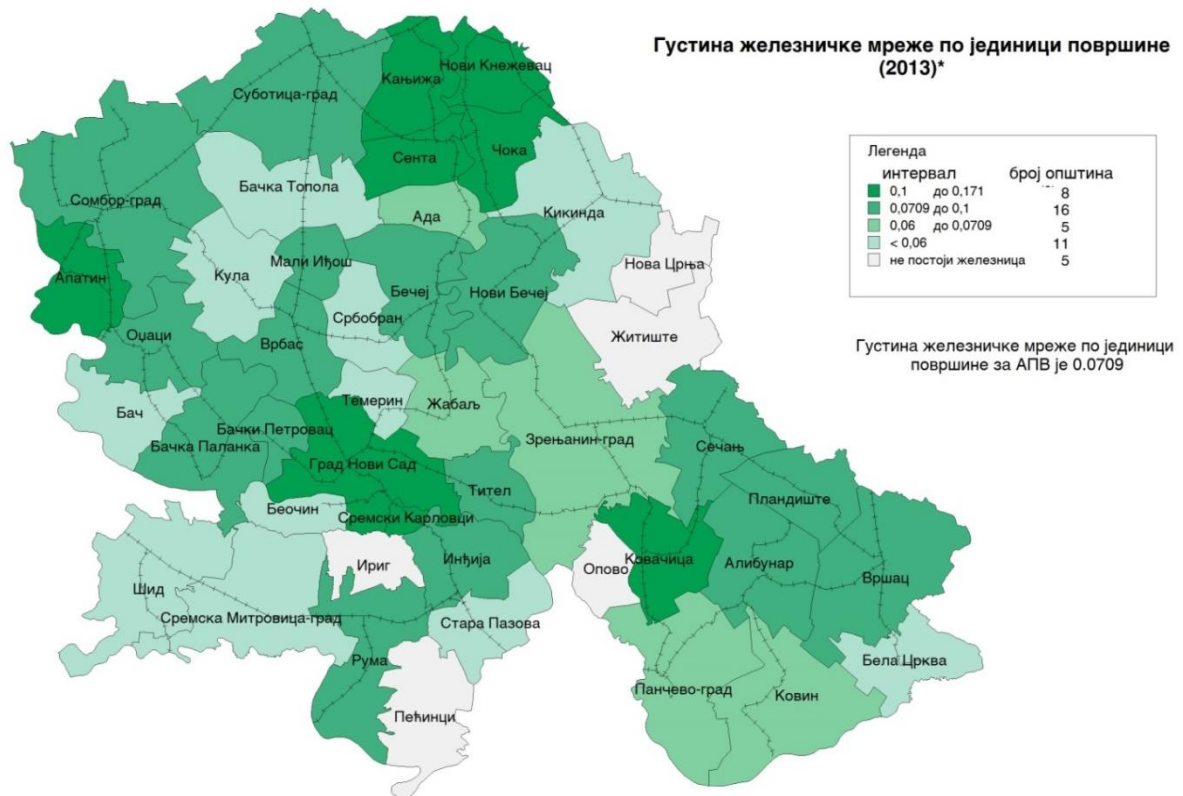 Густина железничке мреже по јединици површине
(2013)*
Легенда
интервал број општина
0,1 до 0,171 8
0,0709 до 0,1 16
0,06 до 0,0709 5
< 0,06 11
не постоји железница 5
Густина железничке мреже по јединици
површине за АПВ је 0.0709
Нови Кнежевац
Кањижа
Суботица-град
Чока
Сента
Бачка Топола
Сомбор-град
Ада
Кикинда
Нова Црња
Мали Иђош
Апатин
Кула
Бечеј
Нови Бечеј
Србобран
Житиште
Оџаци
Врбас
Темерин
Жабаљ
Бач
Бачки Петровац
Бачка Паланка
Зрењанин-град
Сечањ
Град Нови Сад
Тител
Пландиште
Беочин
Сремски Карловци
Ириг
Инђија
Опово
Ковачица
Алибунар
Вршац
Шид
Сремска Митровица-град
Стара Пазова
Рума
Бела Црква
Панчево-град
Ковин
Пећинци